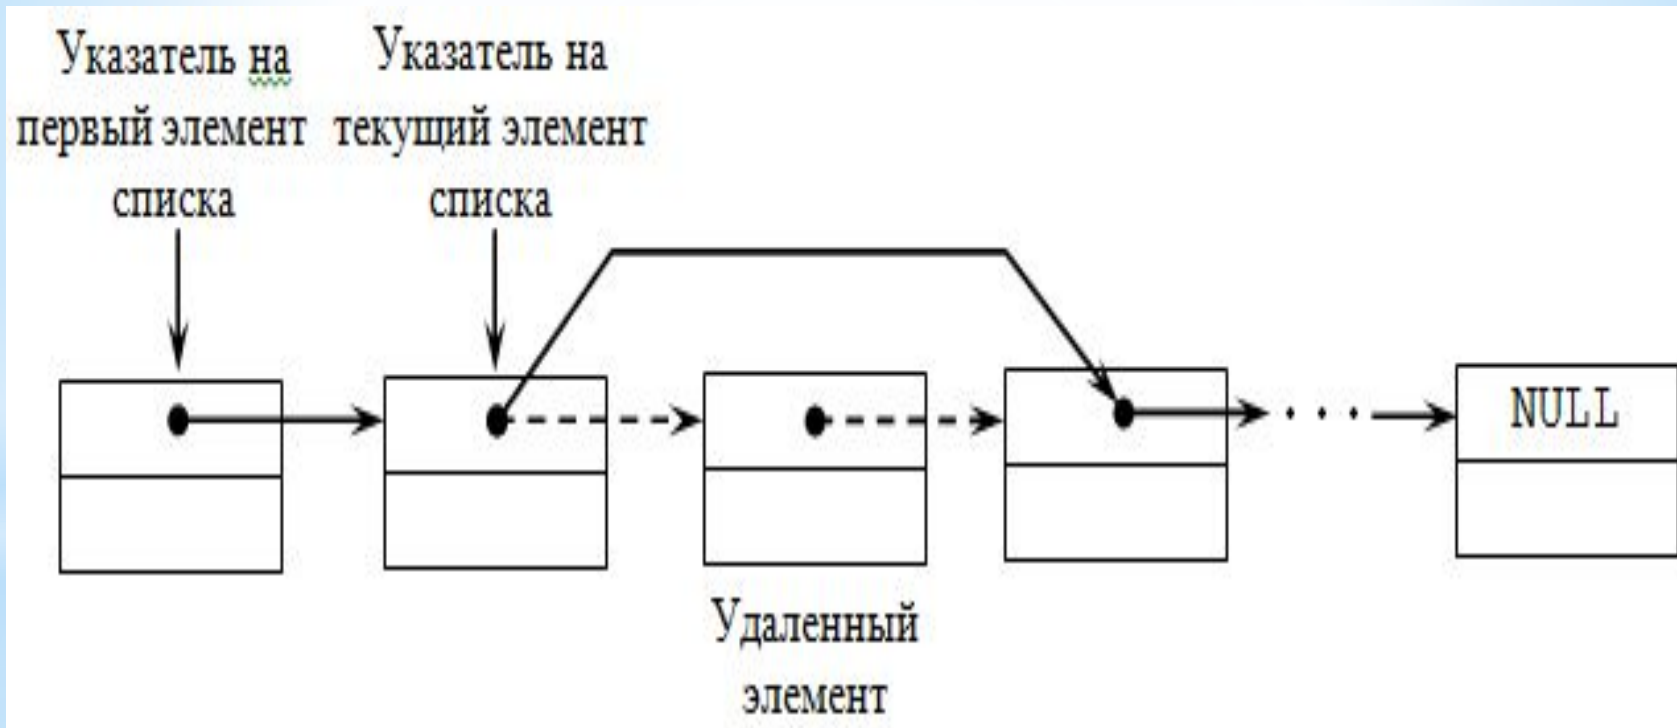 Указатель на
первый элемент
списка
Указатель на
текущий элемент
списка
NULL
Удаленный
элемент